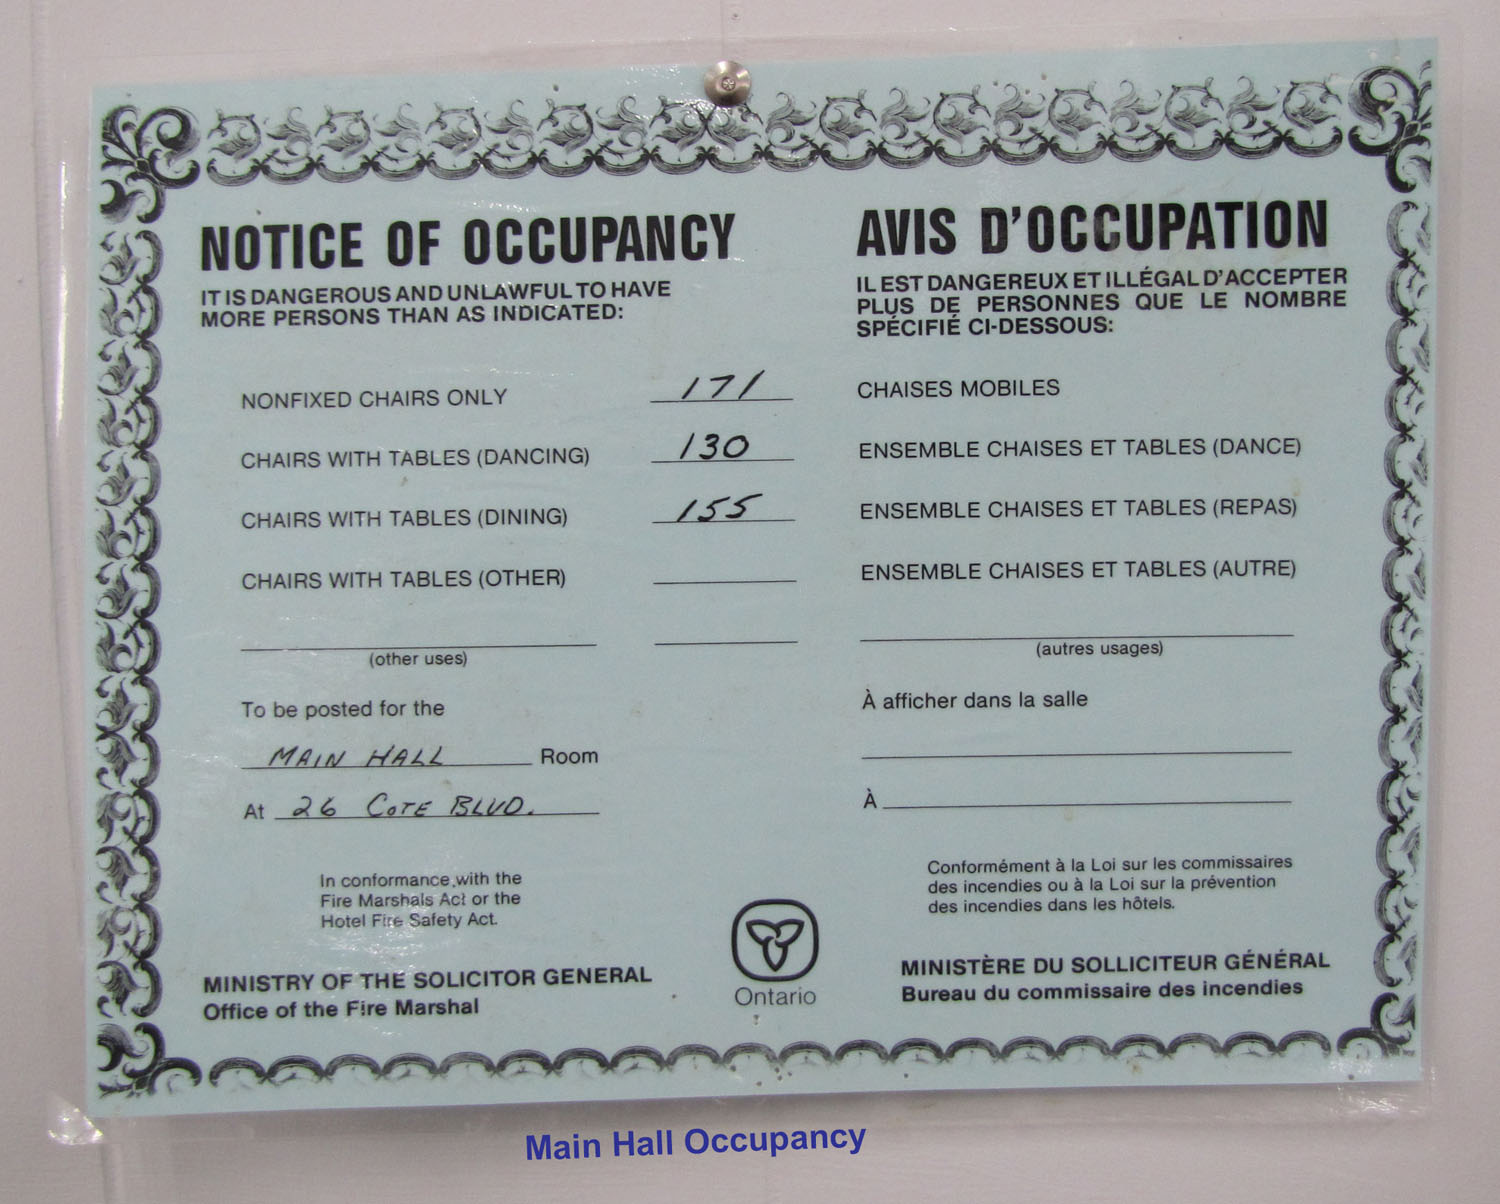 NOTICE OF OCCUPANCY
IT IS DANGEROUS AND UNLAWFUL TO HAVE
MORE PERSONS THAN AS INDICATED:
NONFIXED CHAIRS ONLY 171
CHAIRS WITH TABLES (DANCING) 130
CHAIRS WITH TABLES (DINING) 155
CHAIRS WITH TABLES (OTHER)
(other uses)
To be posted for the
MAIN HALL Room
At 26 COTE BLVD.
In conformance with the
Fire Marshals Act or the
Hotel Fire Safety Act.
MINISTRY OF THE SOLICITOR GENERAL
Office of the Fire Marshal
Ontario
AVIS D'OCCUPATION
IL EST DANGEREUX ET ILLÉGAL D'ACCEPTER
PLUS DE PERSONNES QUE LE NOMBRE
SPÉCIFIÉ CI-DESSOUS:
CHAISES MOBILES
ENSEMBLE CHAISES ET TABLES (DANCE)
ENSEMBLE CHAISES ET TABLES (REPAS)
ENSEMBLE CHAISES ET TABLES (AUTRE)
(autres usages)
À afficher dans la salle
À
Conformément à la Loi sur les commissaires
des incendies ou à la Loi sur la prévention
des incendies dans les hôtels.
MINISTÈRE DU SOLLICITEUR GÉNÉRAL
Bureau du commissaire des incendies
Main Hall Occupancy